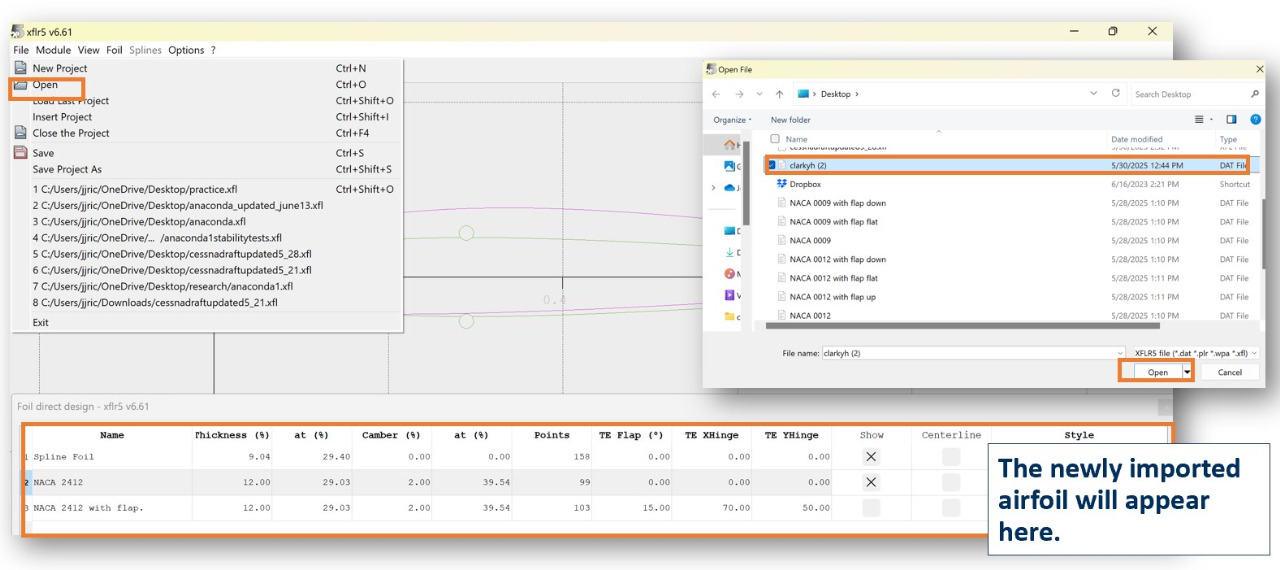 xflr5 v6.61
File Module View Foil Splines Options ?
New Project Ctrl+N
Open Ctrl+O
Load Last Project Ctrl+Shift+O
Insert Project Ctrl+Shift+I
Close the Project Ctrl+F4
Save Ctrl+S
Save Project As Ctrl+Shift+S
1 C:/Users/jjric/OneDrive/Desktop/practice.xfl Ctrl+Shift+O
2 C:/Users/jjric/OneDrive/Desktop/anaconda_updated_june13.xfl
3 C:/Users/jjric/OneDrive/Desktop/anaconda.xfl
4 C:/Users/jjric/OneDrive/... /anaconda1stabilitytests.xfl
5 C:/Users/jjric/OneDrive/Desktop/cessnadraftupdated5_28.xfl
6 C:/Users/jjric/OneDrive/Desktop/cessnadraftupdated5_21.xfl
7 C:/Users/jjric/OneDrive/Desktop/research/anaconda1.xfl
8 C:/Users/jjric/Downloads/cessnadraftupdated5_21.xfl
Exit
0.4
Open File
Desktop
Search Desktop
Organize New folder
Name Date modified Type
clarkyh (2) 5/30/2025 12:44 PM DAT File
Dropbox 6/16/2023 2:21 PM Shortcut
NACA 0009 with flap down 5/28/2025 1:10 PM DAT File
NACA 0009 with flap flat 5/28/2025 1:10 PM DAT File
NACA 0009 5/28/2025 1:10 PM DAT File
NACA 0012 with flap down 5/28/2025 1:10 PM DAT File
NACA 0012 with flap flat 5/28/2025 1:11 PM DAT File
NACA 0012 with flap up 5/28/2025 1:11 PM DAT File
NACA 0012 5/28/2025 1:10 PM DAT File
File name: clarkyh (2) XFLR5 file (*.dat *.plr *.wpa *.xfl)
Open Cancel
Foil direct design - xflr5 v6.61
Name Thickness (%) at (%) Camber (%) at (%) Points TE Flap (°) TE XHinge TE YHinge Show Centerline Style
1 Spline Foil 9.04 29.40 0.00 0.00 158 0.00 0.00 0.00
2 NACA 2412 12.00 29.03 2.00 39.54 99 0.00 0.00 0.00
3 NACA 2412 with flap. 12.00 29.03 2.00 39.54 103 15.00 70.00 50.00
The newly imported
airfoil will appear
here.